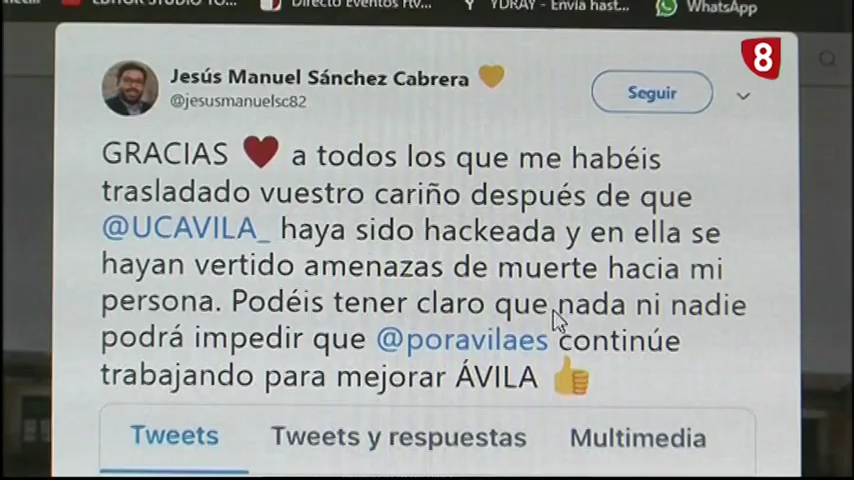 Directo Eventos rtv...
YDRAY - Envía hast...
WhatsApp
8
Jesús Manuel Sánchez Cabrera
@jesusmanuelsc82
Seguir
GRACIAS ❤ a todos los que me habéis
trasladado vuestro cariño después de que
@UCAVILA_ haya sido hackeada y en ella se
hayan vertido amenazas de muerte hacia mi
persona. Podéis tener claro que nada ni nadie
podrá impedir que @poravilaes continúe
trabajando para mejorar ÁVILA 👍
Tweets
Tweets y respuestas
Multimedia